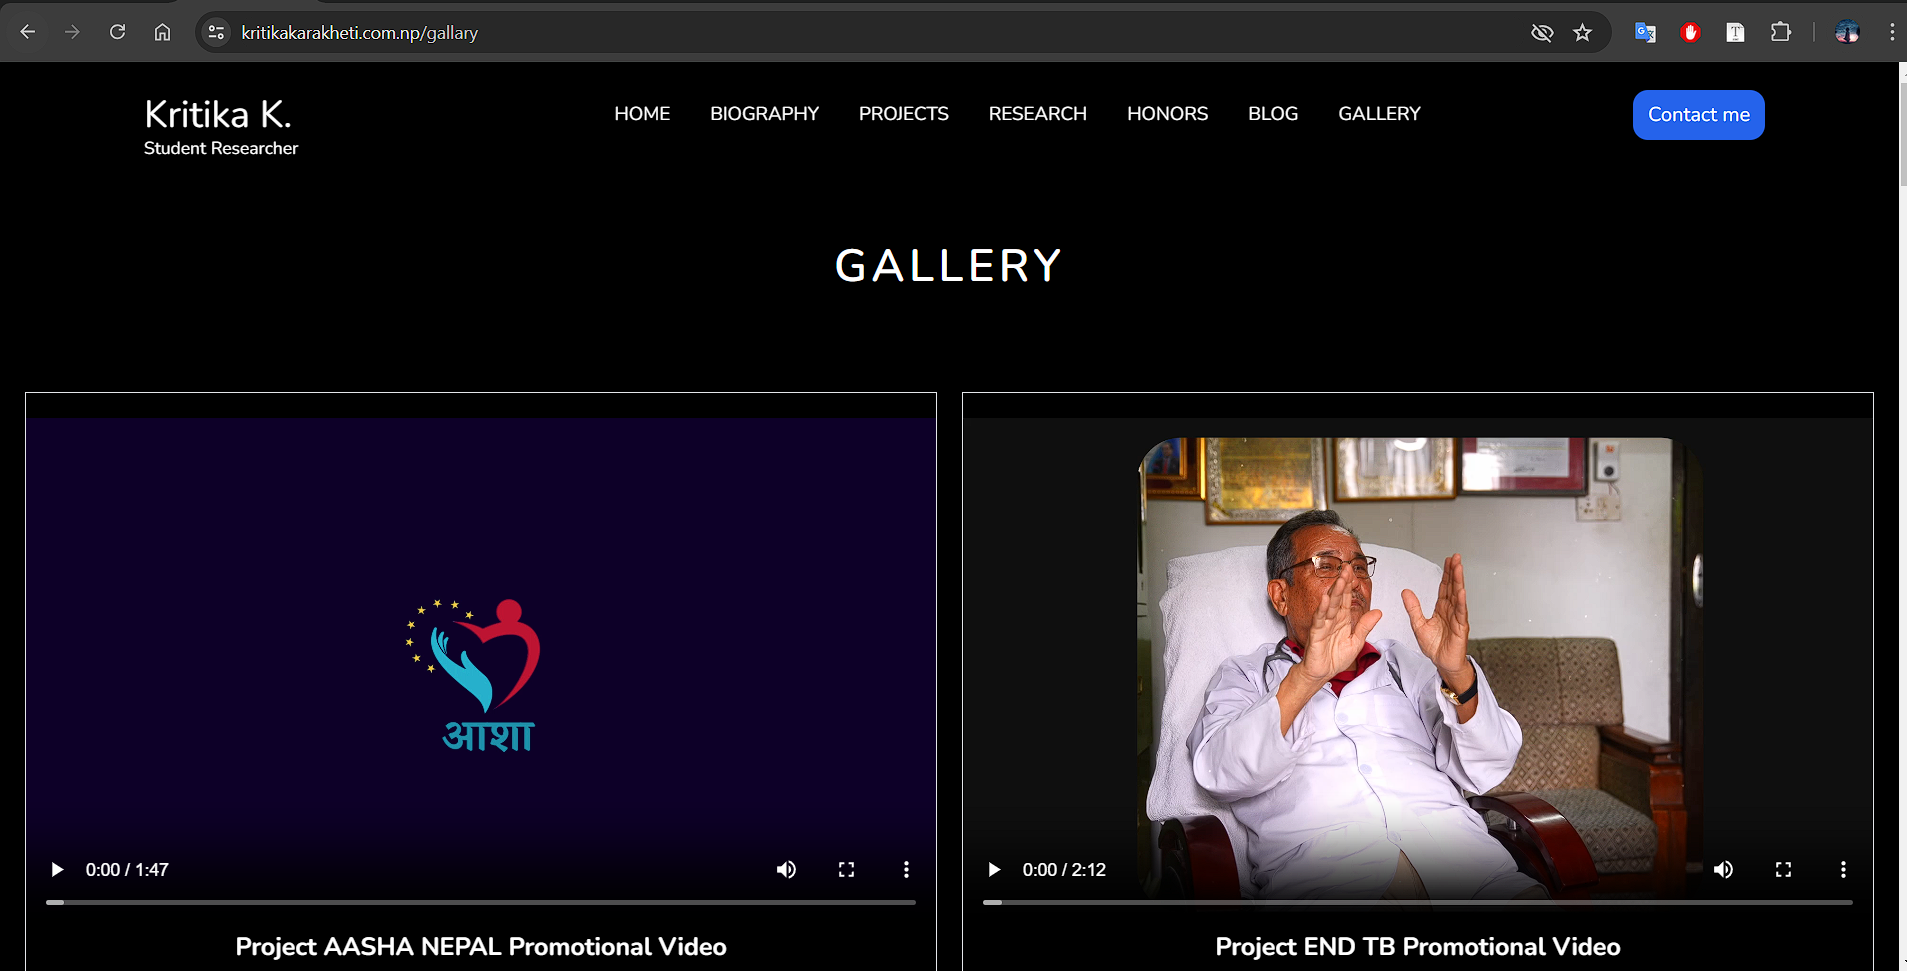 kritikakarakheti.com.np/gallary
Kritika K.
Student Researcher
HOME BIOGRAPHY PROJECTS RESEARCH HONORS BLOG GALLERY
Contact me
GALLERY
आशा
0:00 / 1:47
0:00 / 2:12
Project AASHA NEPAL Promotional Video
Project END TB Promotional Video